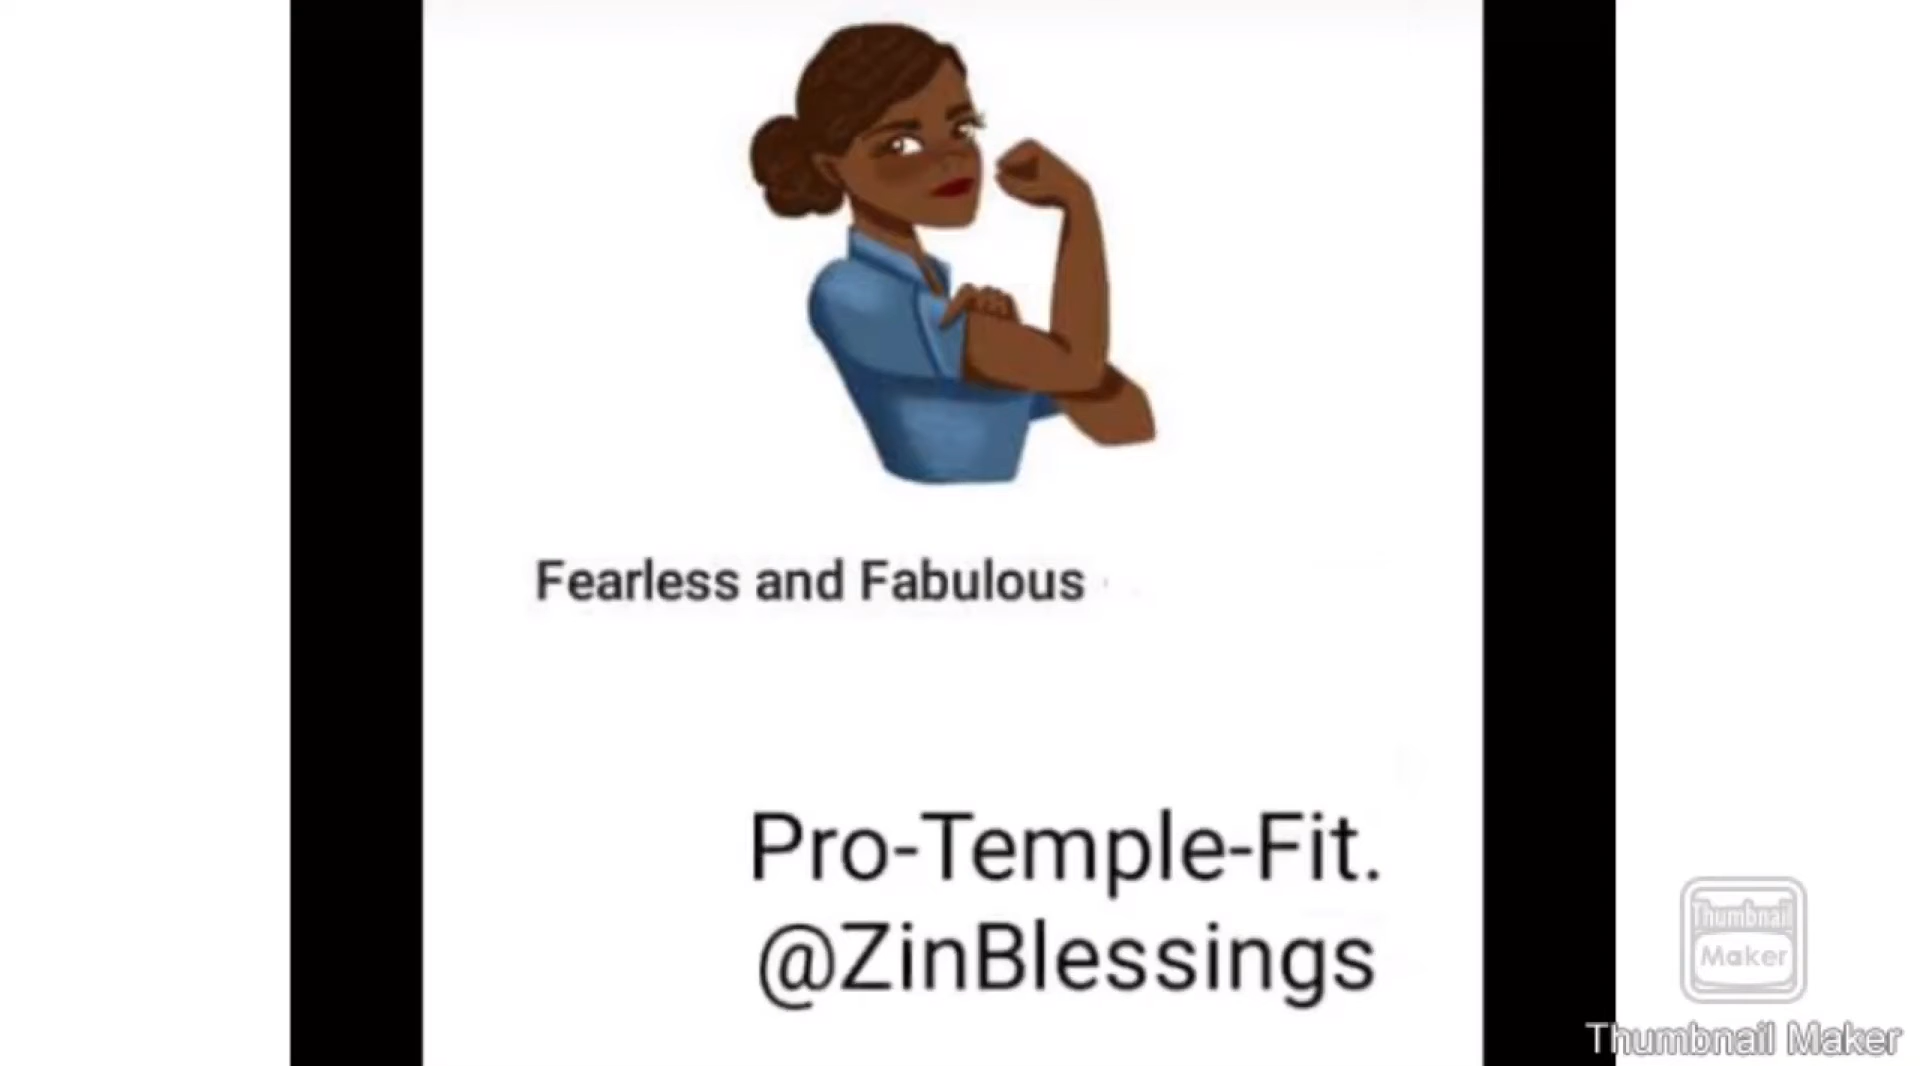 Fearless and Fabulous
Pro-Temple-Fit.
@ZinBlessings
Thumbnail
Maker
Thumbnail Maker